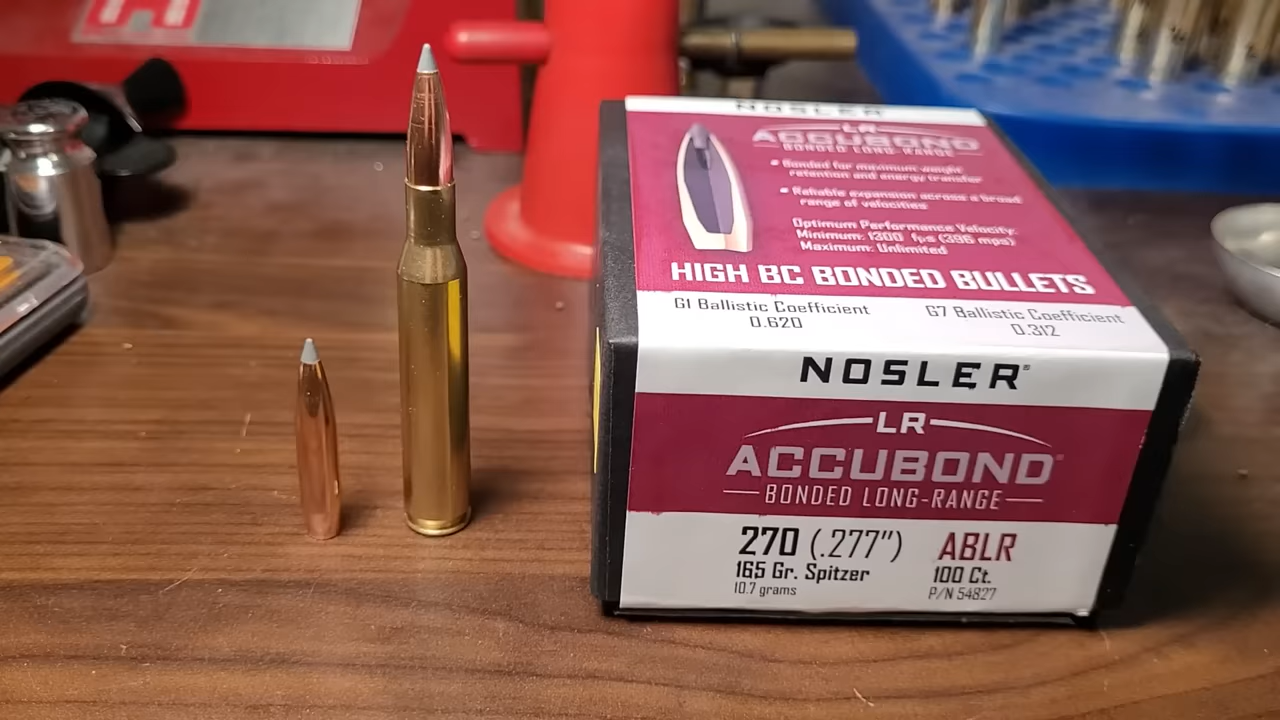 NOSLER
LR
ACCUBOND
BONDED LONG-RANGE
• Bonded for maximum weight
retention and energy transfer
• Reliable expansion across a broad
range of velocities
Optimum Performance Velocity:
Minimum: 1300 fps (396 mps)
Maximum: Unlimited
HIGH BC BONDED BULLETS
G1 Ballistic Coefficient
0.620
G7 Ballistic Coefficient
0.312
NOSLER®
LR
ACCUBOND®
BONDED LONG-RANGE
270 (.277")
165 Gr. Spitzer
10.7 grams
ABLR
100 Ct.
P/N 54827